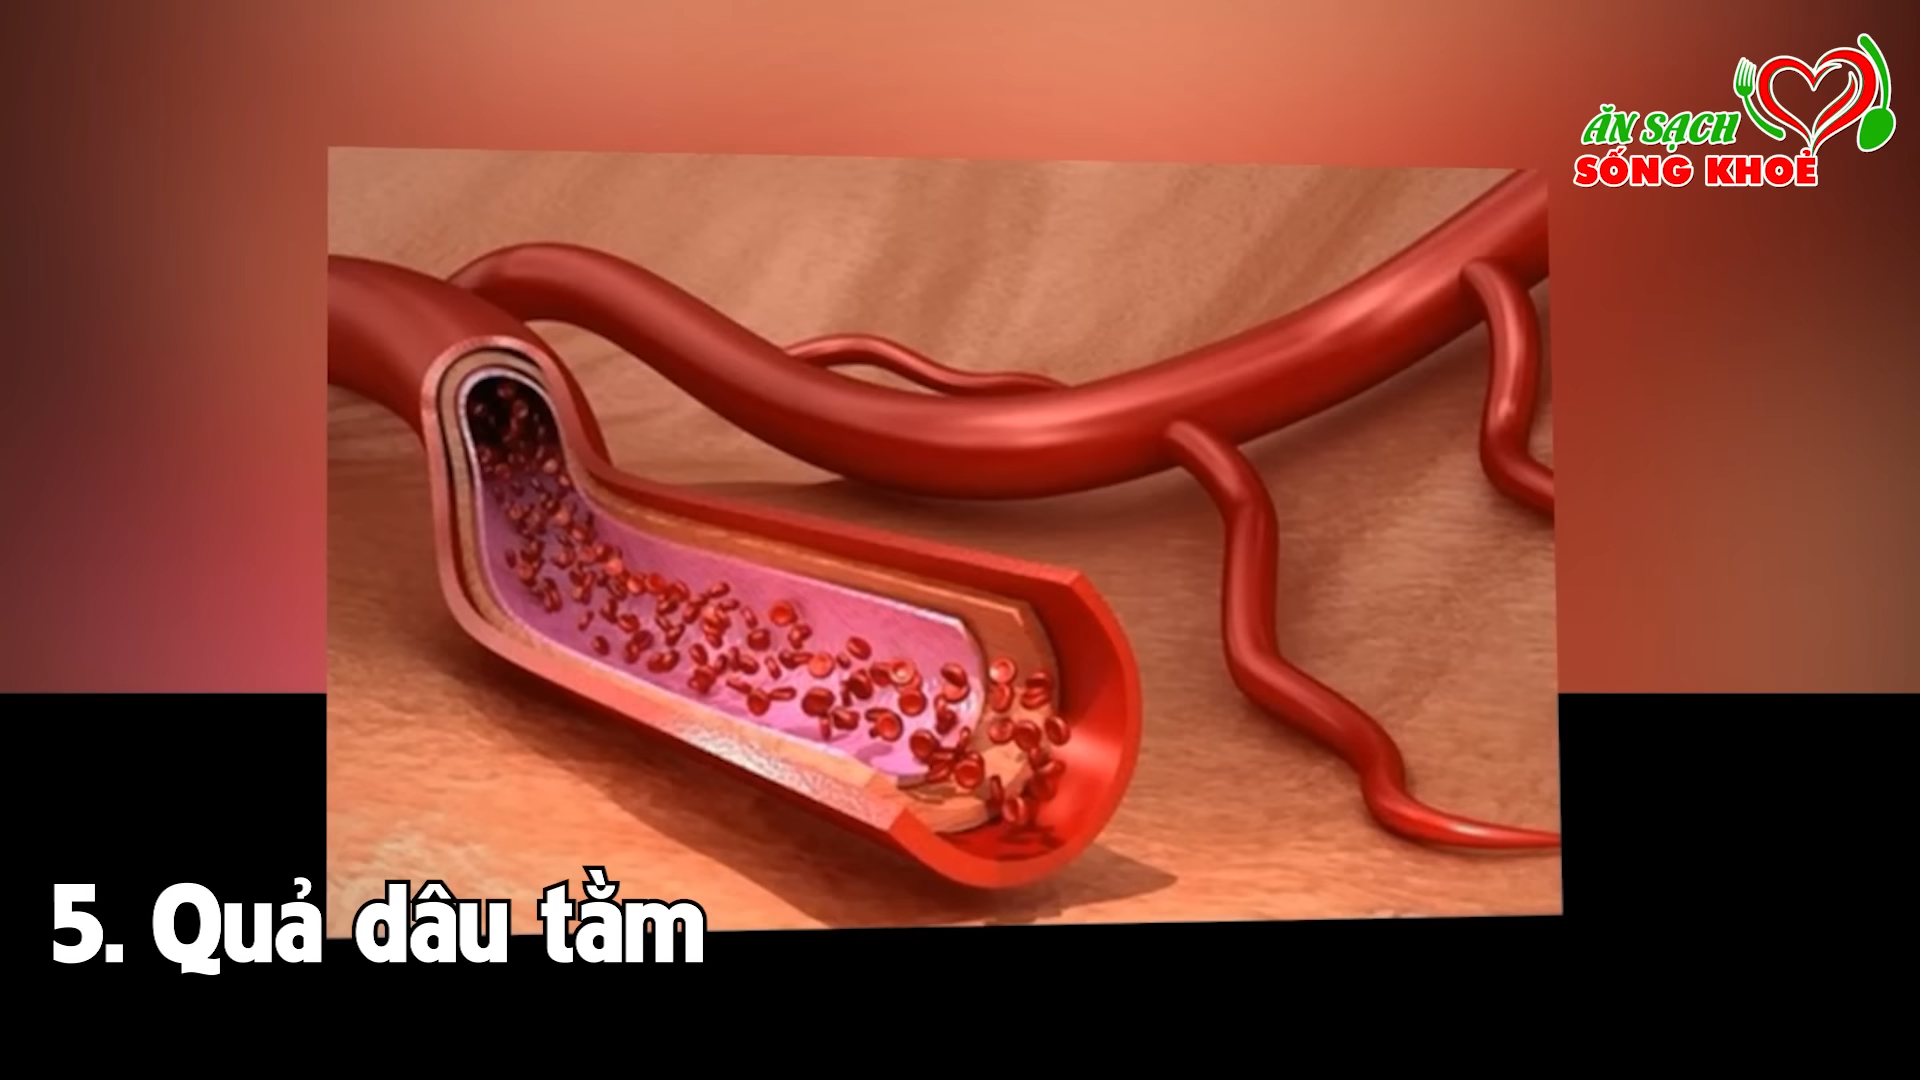 ĂN SẠCH
SỐNG KHOẺ
5. Quả dâu tằm